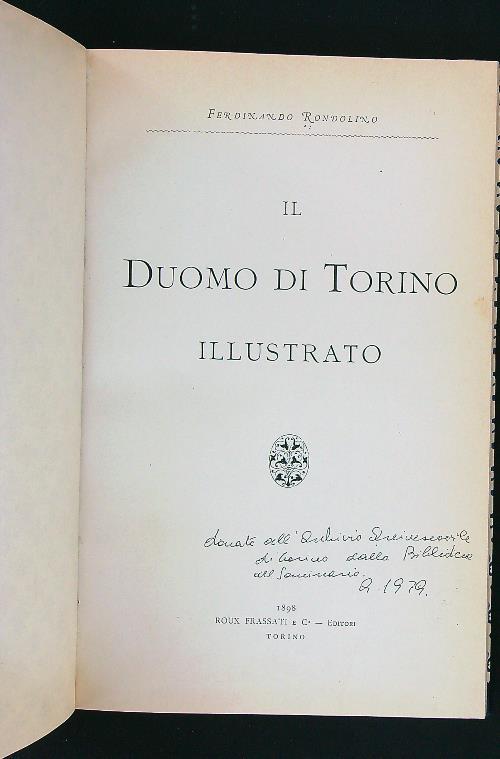 FERDINANDO RONDOLINO
IL
DUOMO DI TORINO
ILLUSTRATO
donato all'Archivio Arcivescovile
di Torino dalla Biblioteca
del Seminario.
A. 1979.
1898
ROUX FRASSATI E Cº — EDITORI
TORINO